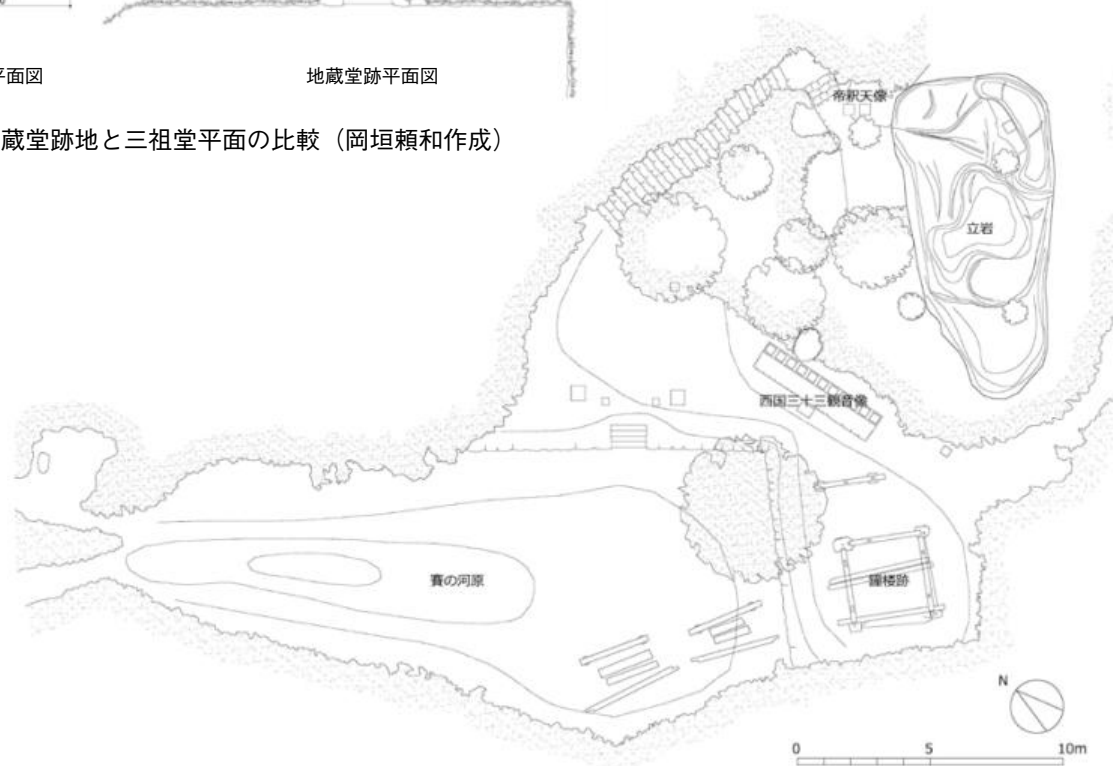 平面図
地蔵堂跡平面図
蔵堂跡地と三祖堂平面の比較（岡垣頼和作成）
帝釈天像
立岩
西国三十三観音像
賽の河原
鐘楼跡
N
0 5 10m